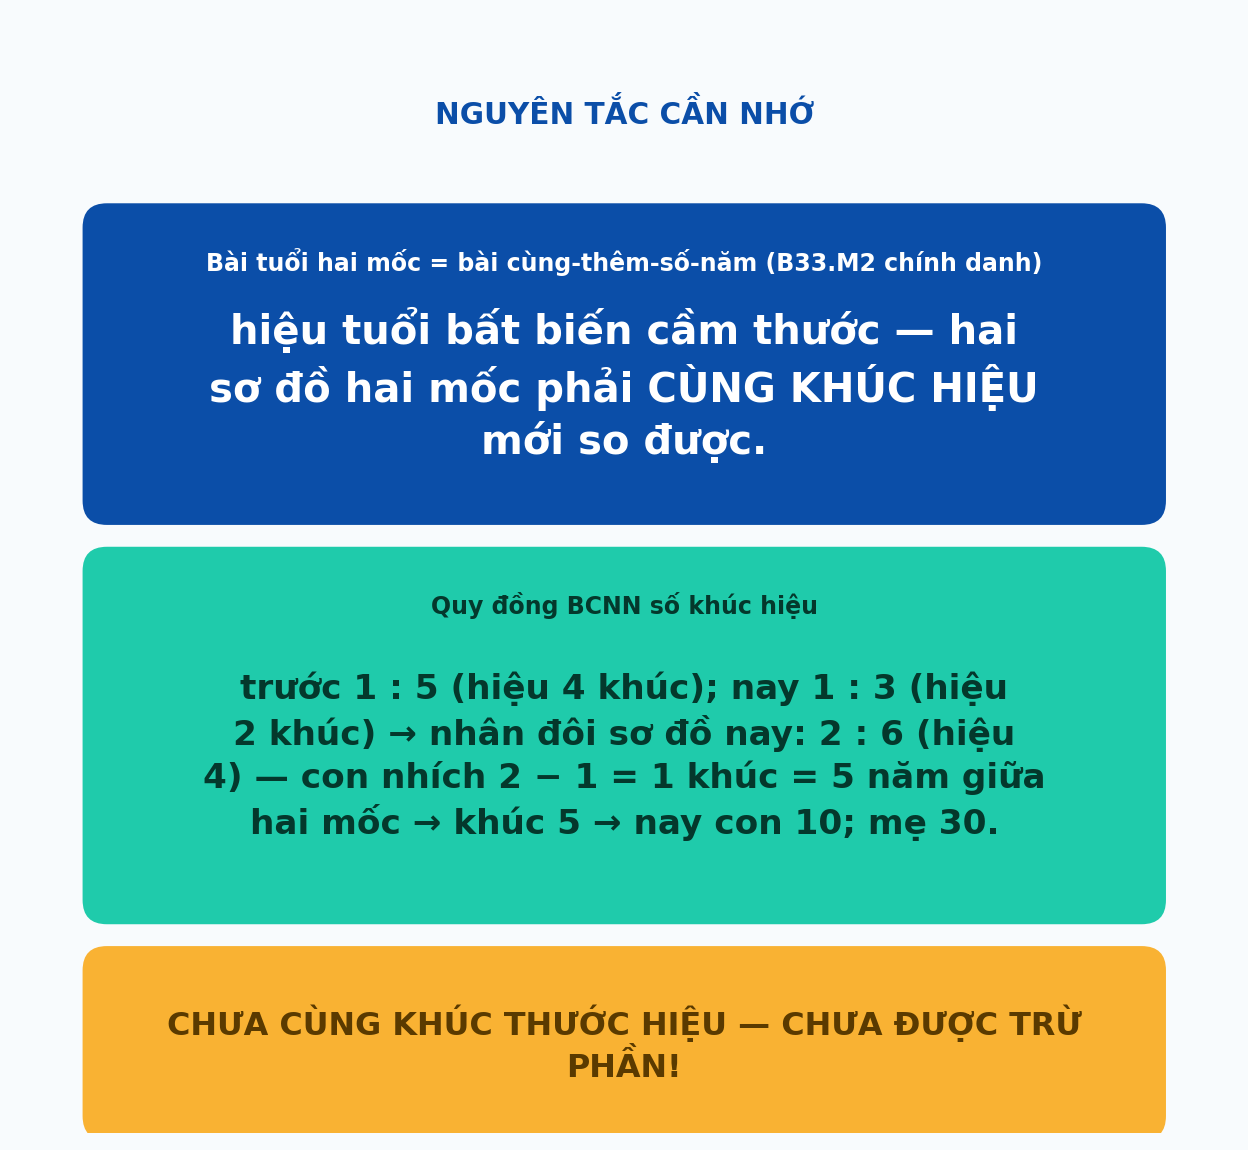 NGUYÊN TẮC CẦN NHỚ
Bài tuổi hai mốc = bài cùng-thêm-số-năm (B33.M2 chính danh)
hiệu tuổi bất biến cầm thước — hai
sơ đồ hai mốc phải CÙNG KHÚC HIỆU
mới so được.
Quy đồng BCNN số khúc hiệu
trước 1 : 5 (hiệu 4 khúc); nay 1 : 3 (hiệu
2 khúc) → nhân đôi sơ đồ nay: 2 : 6 (hiệu
4) — con nhích 2 − 1 = 1 khúc = 5 năm giữa
hai mốc → khúc 5 → nay con 10; mẹ 30.
CHƯA CÙNG KHÚC THƯỚC HIỆU — CHƯA ĐƯỢC TRỪ
PHẦN!